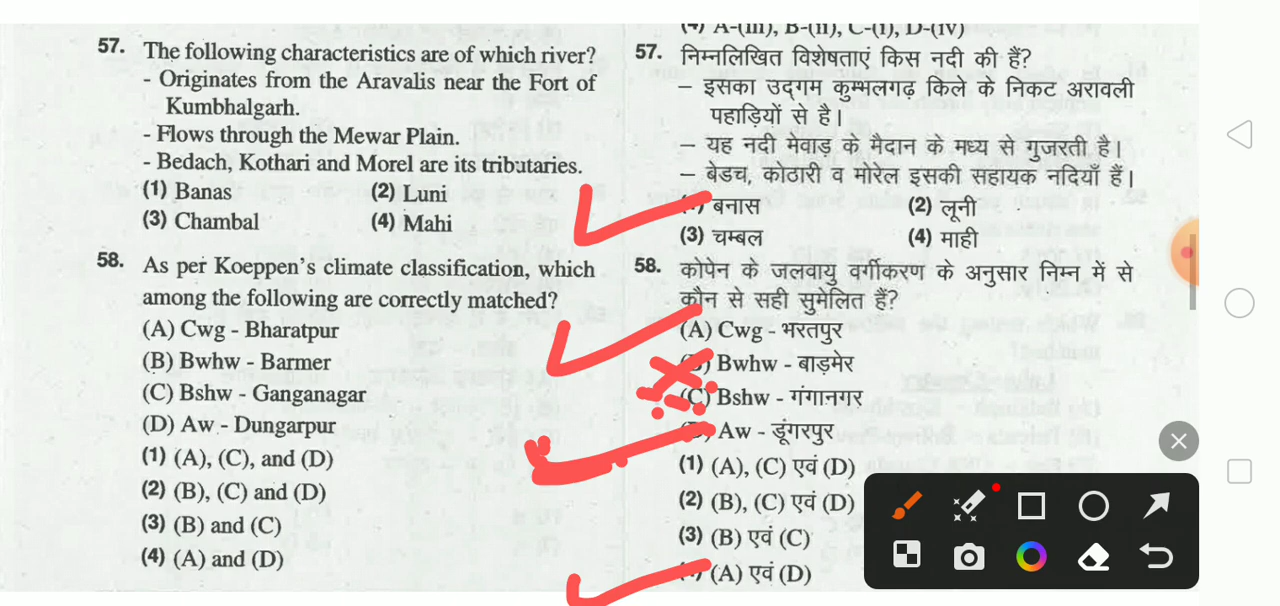 57. The following characteristics are of which river?
- Originates from the Aravalis near the Fort of
Kumbhalgarh.
- Flows through the Mewar Plain.
- Bedach, Kothari and Morel are its tributaries.
(1) Banas (2) Luni
(3) Chambal (4) Mahi
58. As per Koeppen's climate classification, which
among the following are correctly matched?
(A) Cwg - Bharatpur
(B) Bwhw - Barmer
(C) Bshw - Ganganagar
(D) Aw - Dungarpur
(1) (A), (C), and (D)
(2) (B), (C) and (D)
(3) (B) and (C)
(4) (A) and (D)
(4) A-(iii), B-(ii), C-(i), D-(iv)
57. निम्नलिखित विशेषताएं किस नदी की हैं?
– इसका उद्गम कुम्भलगढ़ किले के निकट अरावली
पहाड़ियों से है।
– यह नदी मेवाड़ के मैदान के मध्य से गुजरती है।
– बेडच, कोठारी व मोरेल इसकी सहायक नदियाँ हैं।
बनास (2) लूनी
(3) चम्बल (4) माही
58. कोपेन के जलवायु वर्गीकरण के अनुसार निम्न में से
कौन से सही सुमेलित हैं?
(A) Cwg - भरतपुर
Bwhw - बाड़मेर
(C) Bshw - गंगानगर
Aw - डूंगरपुर
(1) (A), (C) एवं (D)
(2) (B), (C) एवं (D)
(3) (B) एवं (C)
(A) एवं (D)